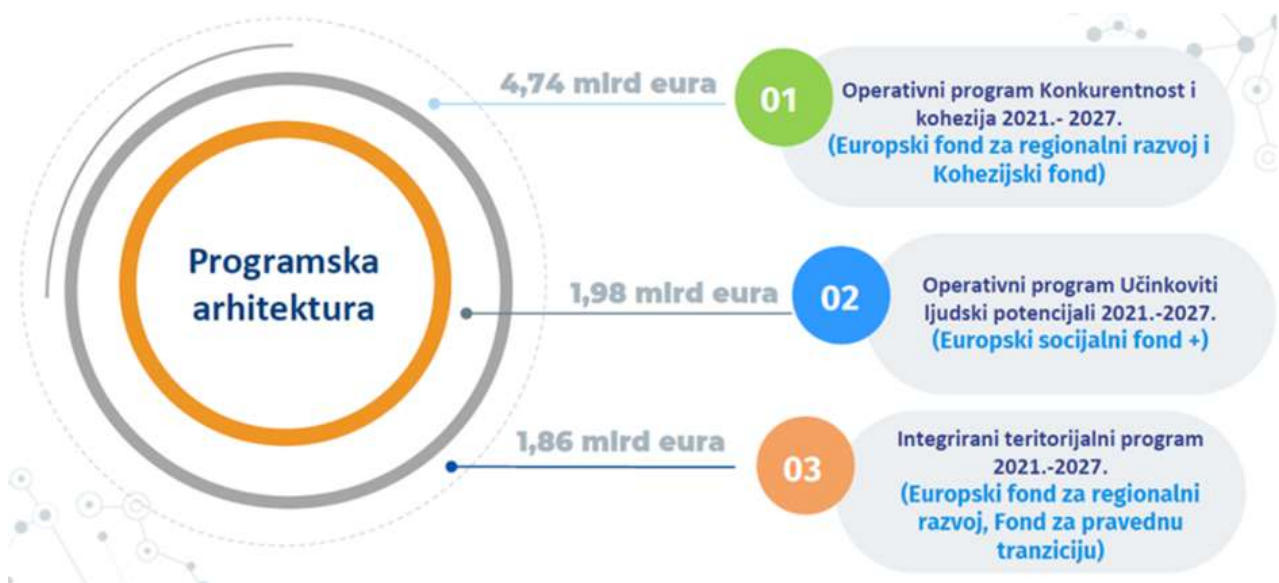 Programska
arhitektura
4,74 mlrd eura
01
Operativni program Konkurentnost i
kohezija 2021.- 2027.
(Europski fond za regionalni razvoj i
Kohezijski fond)
1,98 mlrd eura
02
Operativni program Učinkoviti
ljudski potencijali 2021.-2027.
(Europski socijalni fond +)
1,86 mlrd eura
03
Integrirani teritorijalni program
2021.-2027.
(Europski fond za regionalni
razvoj, Fond za pravednu
tranziciju)